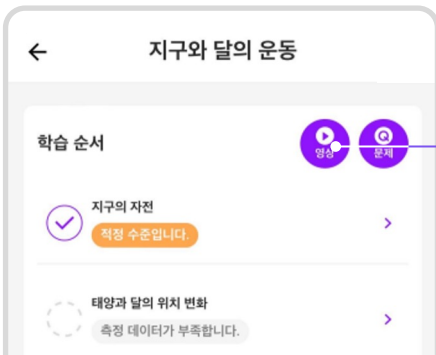 지구와 달의 운동
학습 순서
영상
문제
지구의 자전
적정 수준입니다.
태양과 달의 위치 변화
측정 데이터가 부족합니다.